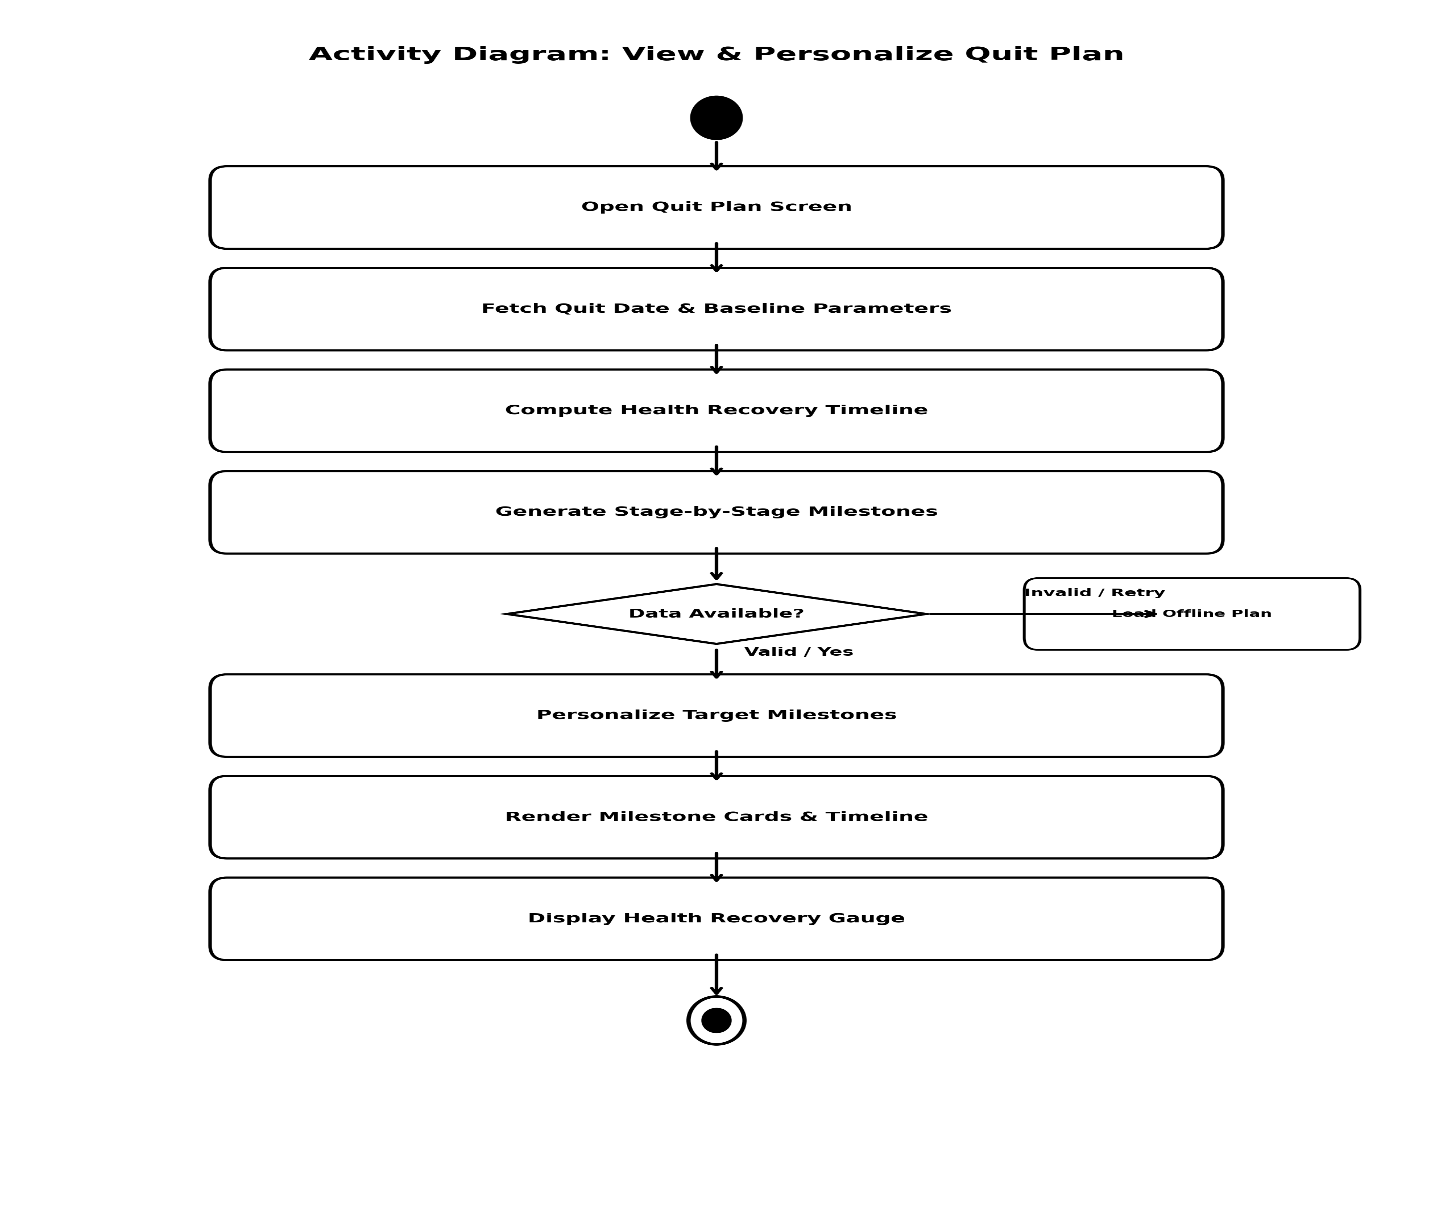 Activity Diagram: View & Personalize Quit Plan
Open Quit Plan Screen
Fetch Quit Date & Baseline Parameters
Compute Health Recovery Timeline
Generate Stage-by-Stage Milestones
Invalid / Retry
Data Available?
Load Offline Plan
Valid / Yes
Personalize Target Milestones
Render Milestone Cards & Timeline
Display Health Recovery Gauge